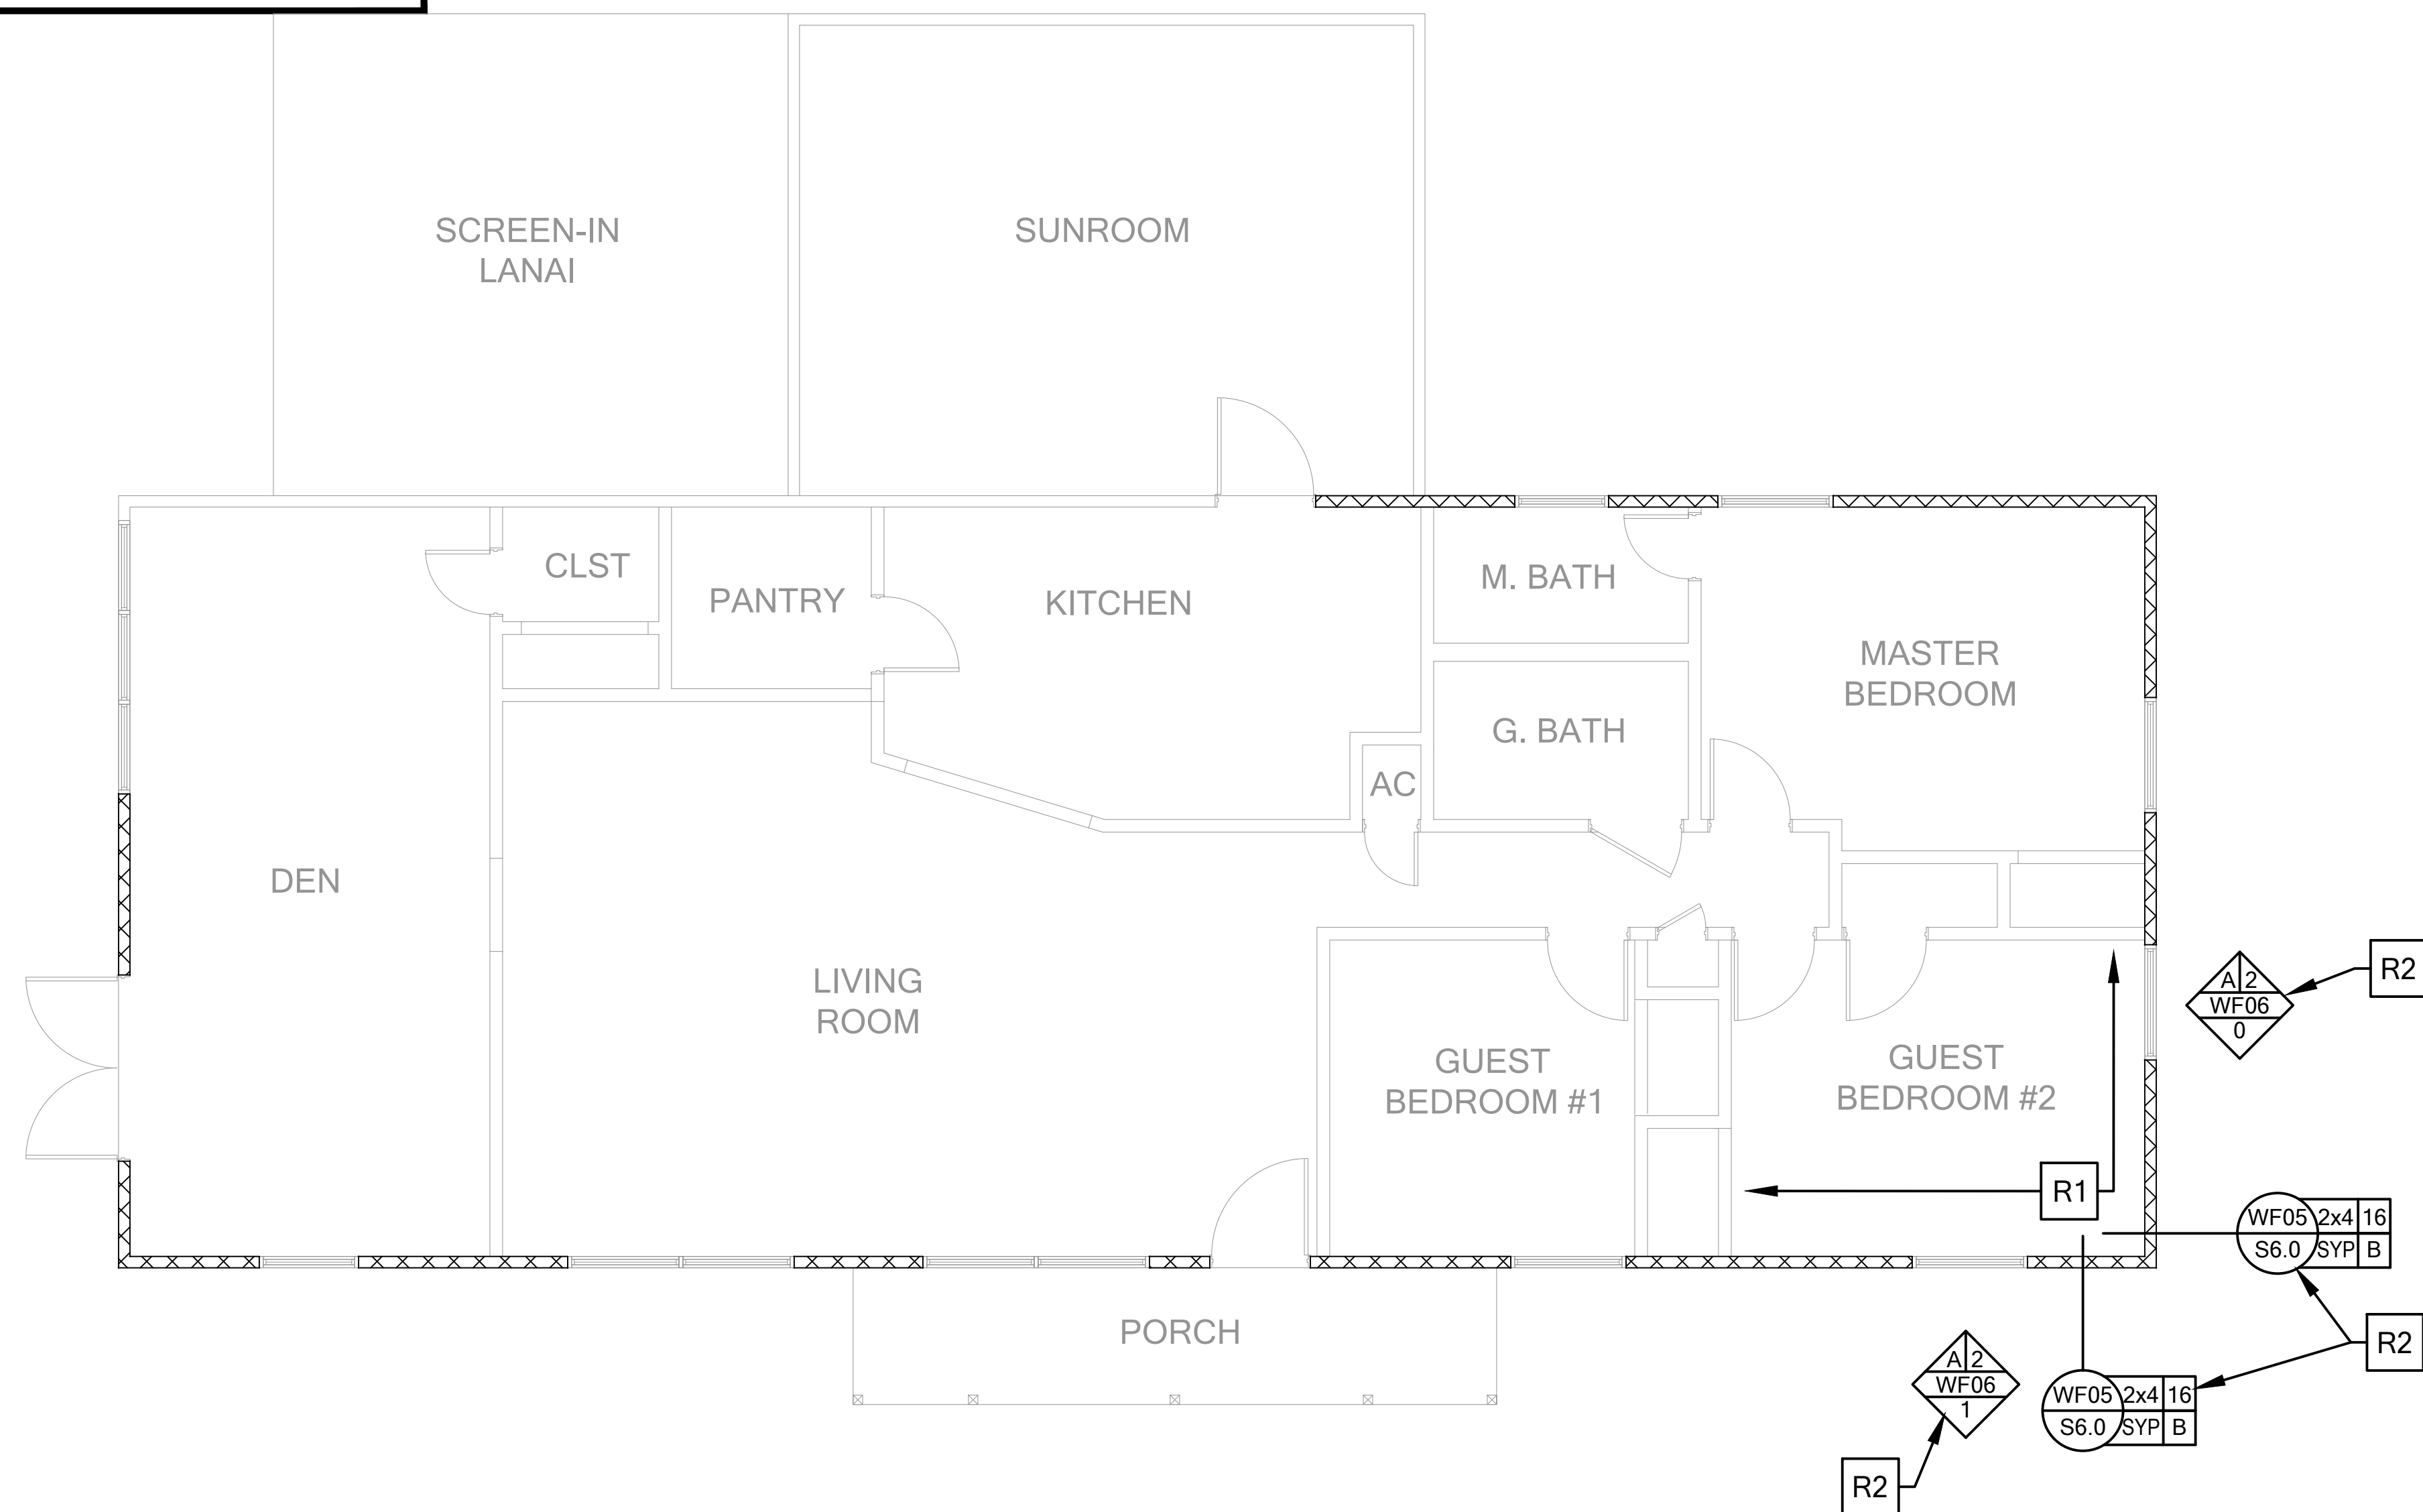 SCREEN-IN
LANAI
SUNROOM
CLST
PANTRY
KITCHEN
M. BATH
MASTER
BEDROOM
G. BATH
AC
DEN
LIVING
ROOM
GUEST
BEDROOM #1
GUEST
BEDROOM #2
A 2
WF06
0
R2
R1
WF05 2x4 16
S6.0 SYP B
PORCH
R2
A 2
WF06
1
WF05 2x4 16
S6.0 SYP B
R2